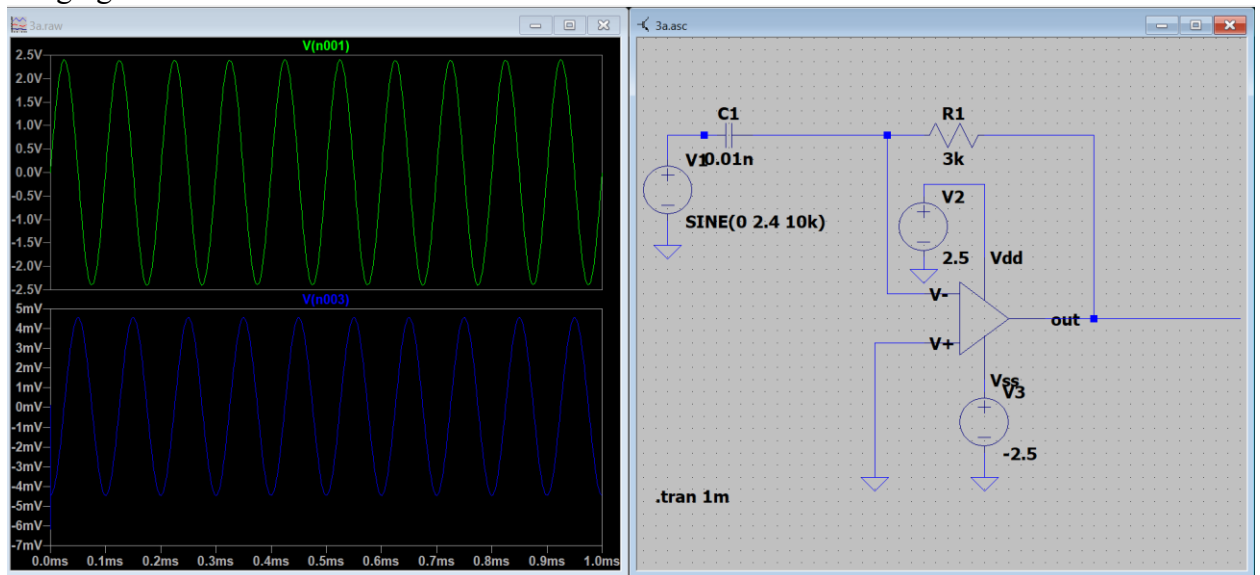 3a.raw
V(n001)
2.5V
2.0V
1.5V
1.0V
0.5V
0.0V
-0.5V
-1.0V
-1.5V
-2.0V
-2.5V
V(n003)
5mV
4mV
3mV
2mV
1mV
0mV
-1mV
-2mV
-3mV
-4mV
-5mV
-6mV
-7mV
0.0ms 0.1ms 0.2ms 0.3ms 0.4ms 0.5ms 0.6ms 0.7ms 0.8ms 0.9ms 1.0ms
3a.asc
C1
R1
V1
0.01n
3k
V2
SINE(0 2.4 10k)
2.5
Vdd
V-
out
V+
Vss
V3
-2.5
.tran 1m